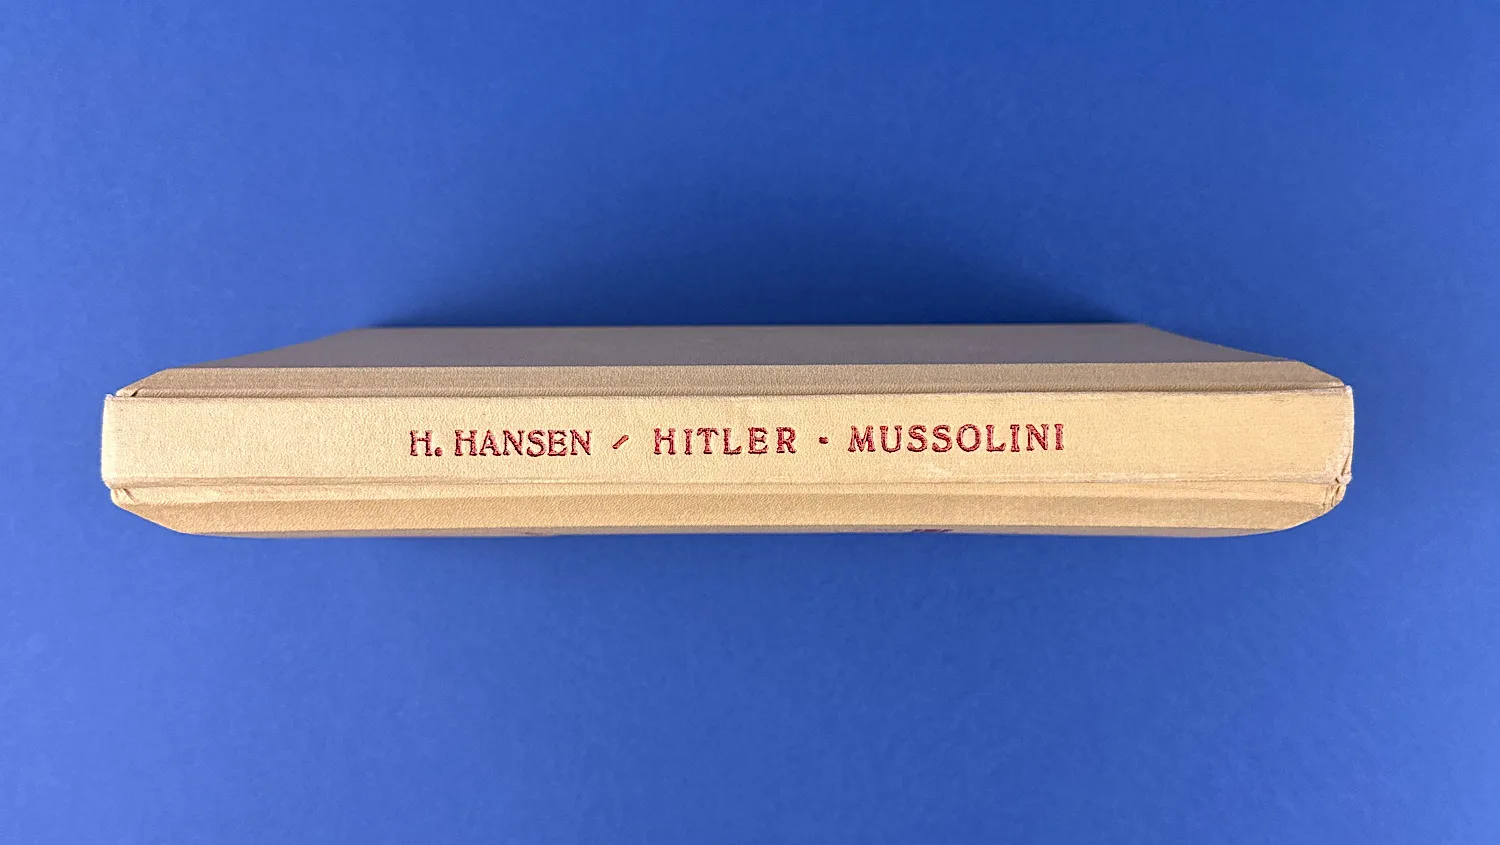 H. HANSEN / HITLER · MUSSOLINI